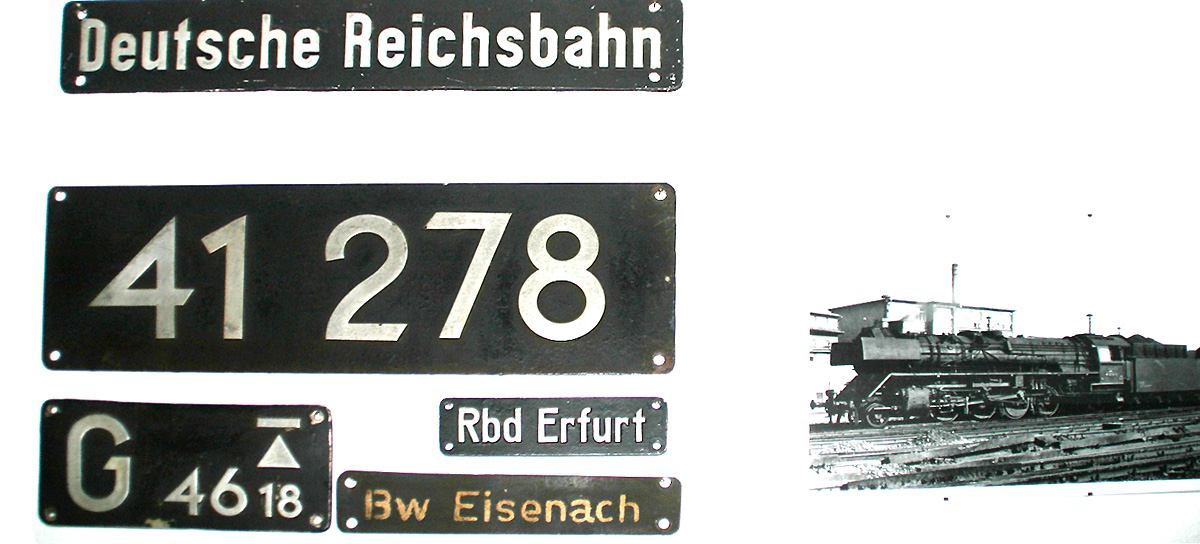 Deutsche Reichsbahn
41 278
G 46 18
Rbd Erfurt
Bw Eisenach